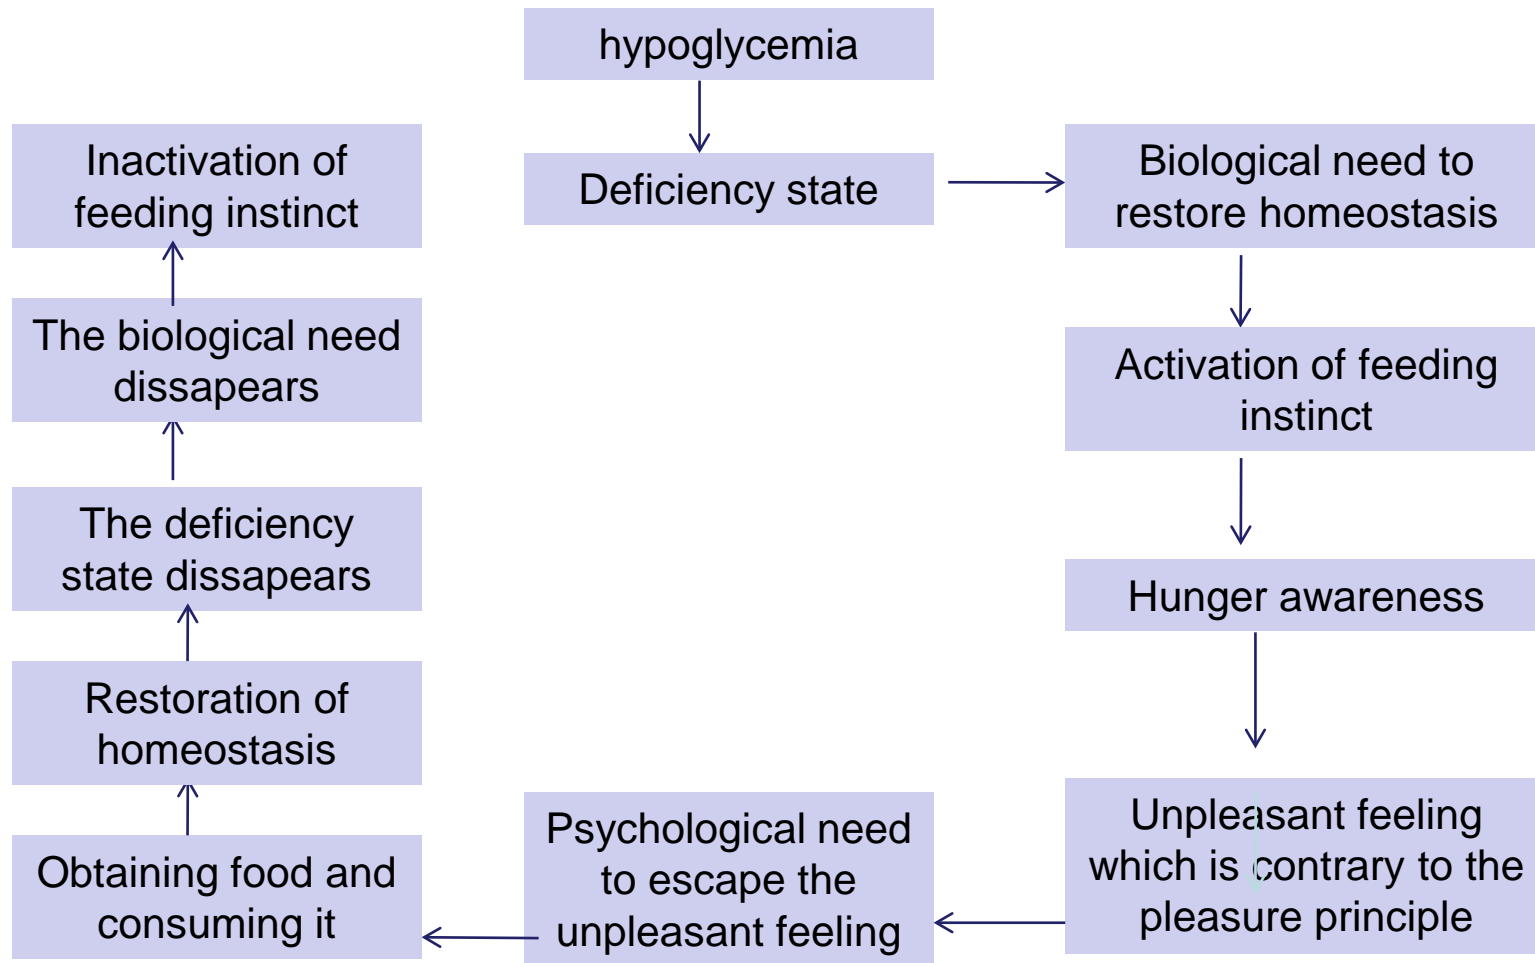 hypoglycemia
Deficiency state
Biological need to
restore homeostasis
Activation of feeding
instinct
Hunger awareness
Unpleasant feeling
which is contrary to the
pleasure principle
Psychological need
to escape the
unpleasant feeling
Obtaining food and
consuming it
Restoration of
homeostasis
The deficiency
state dissapears
The biological need
dissapears
Inactivation of
feeding instinct